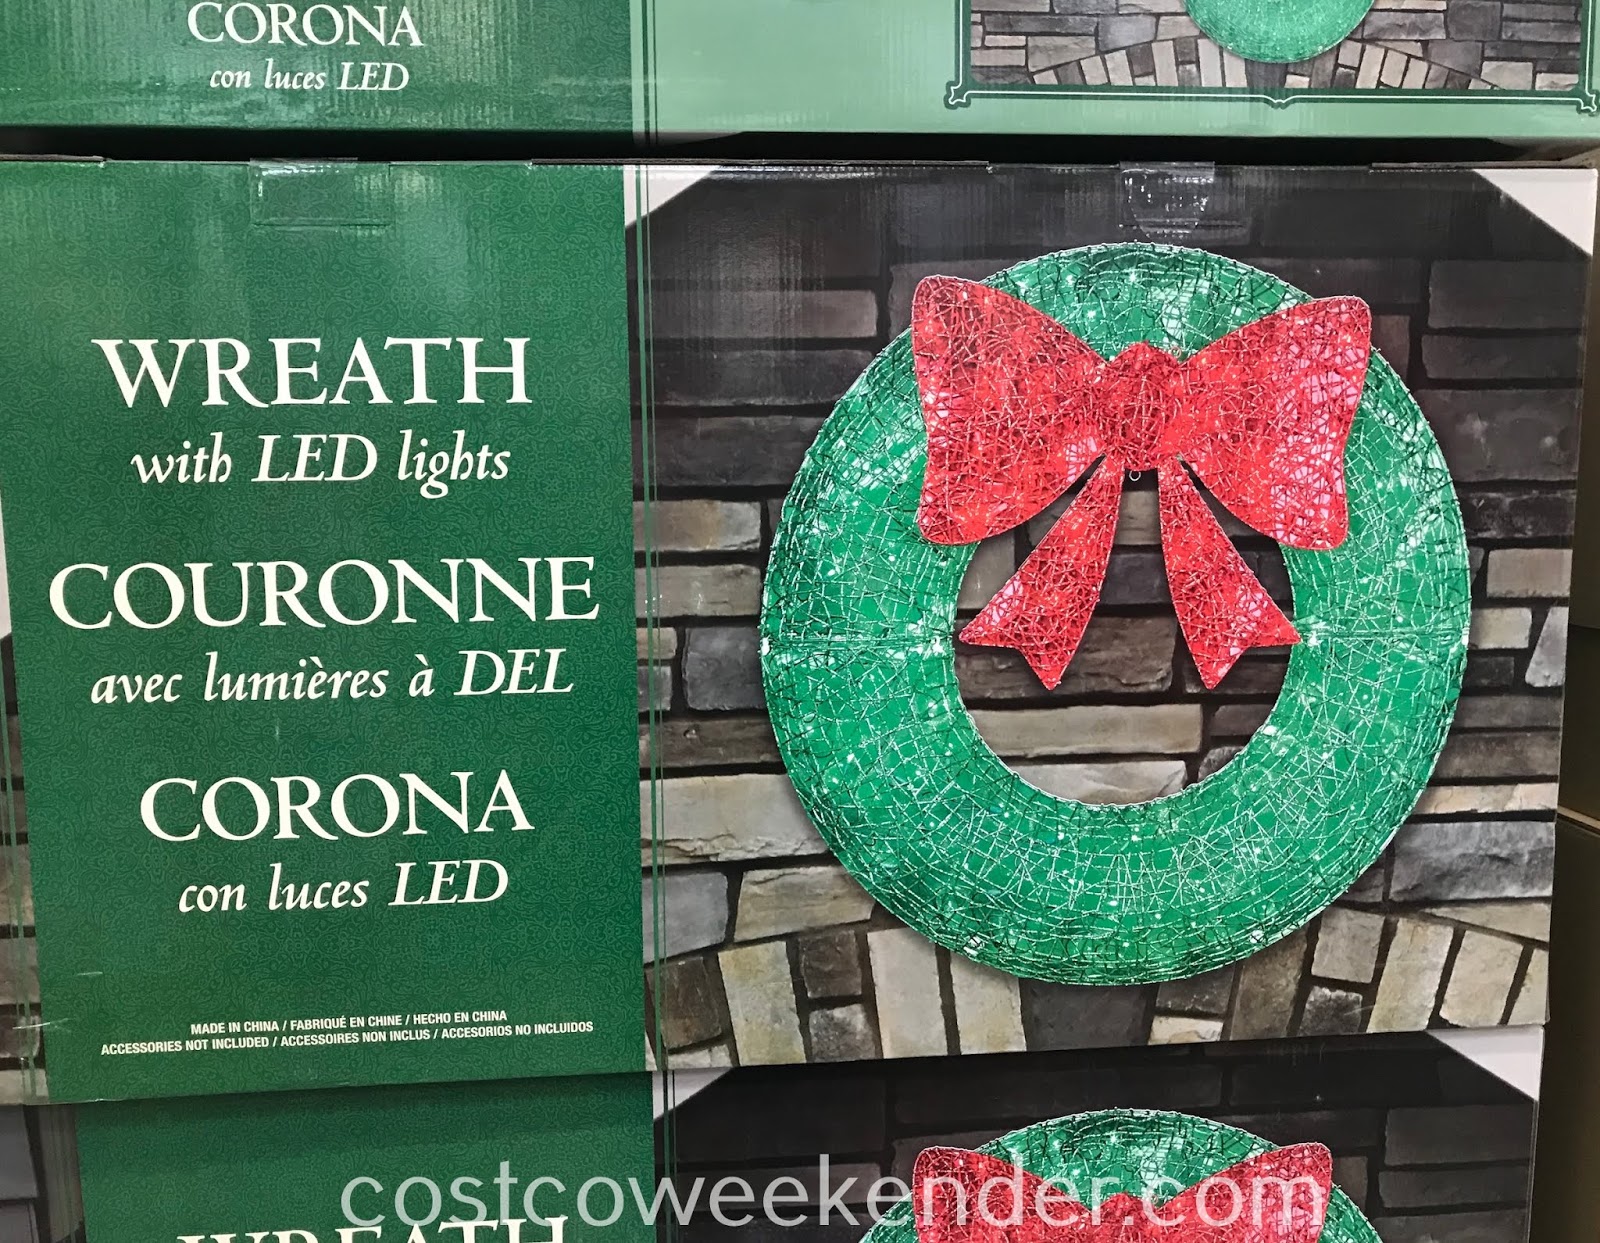 CORONA
con luces LED
WREATH
with LED lights
COURONNE
avec lumières à DEL
CORONA
con luces LED
MADE IN CHINA / FABRIQUÉ EN CHINE / HECHO EN CHINA
ACCESSORIES NOT INCLUDED / ACCESSOIRES NON INCLUS / ACCESORIOS NO INCLUIDOS
WREATH
costcoweekender.com